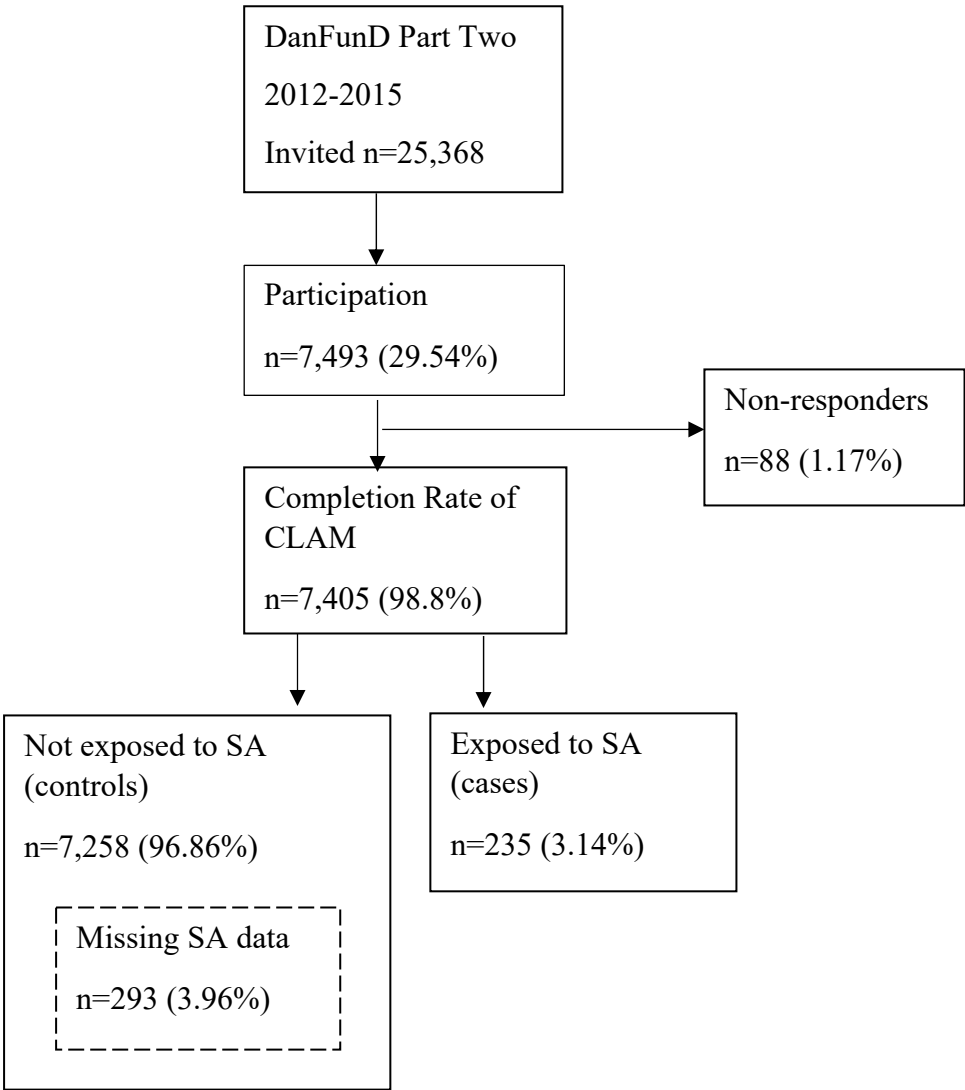 DanFunD Part Two
2012-2015
Invited n=25,368
Participation
n=7,493 (29.54%)
Non-responders
n=88 (1.17%)
Completion Rate of
CLAM
n=7,405 (98.8%)
Not exposed to SA
(controls)
n=7,258 (96.86%)
Missing SA data
n=293 (3.96%)
Exposed to SA
(cases)
n=235 (3.14%)